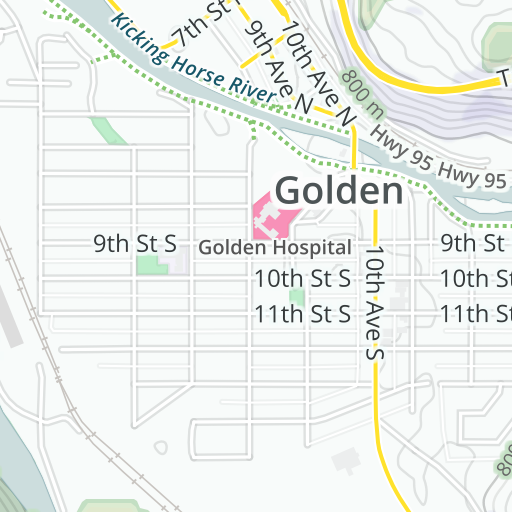 7th St S
Kicking Horse River
9th Ave N
10th Ave N
800 m
T
Hwy 95 Hwy 95
Golden
9th St S
Golden Hospital
9th St
10th St S
10th St
11th St S
11th St
10th Ave S